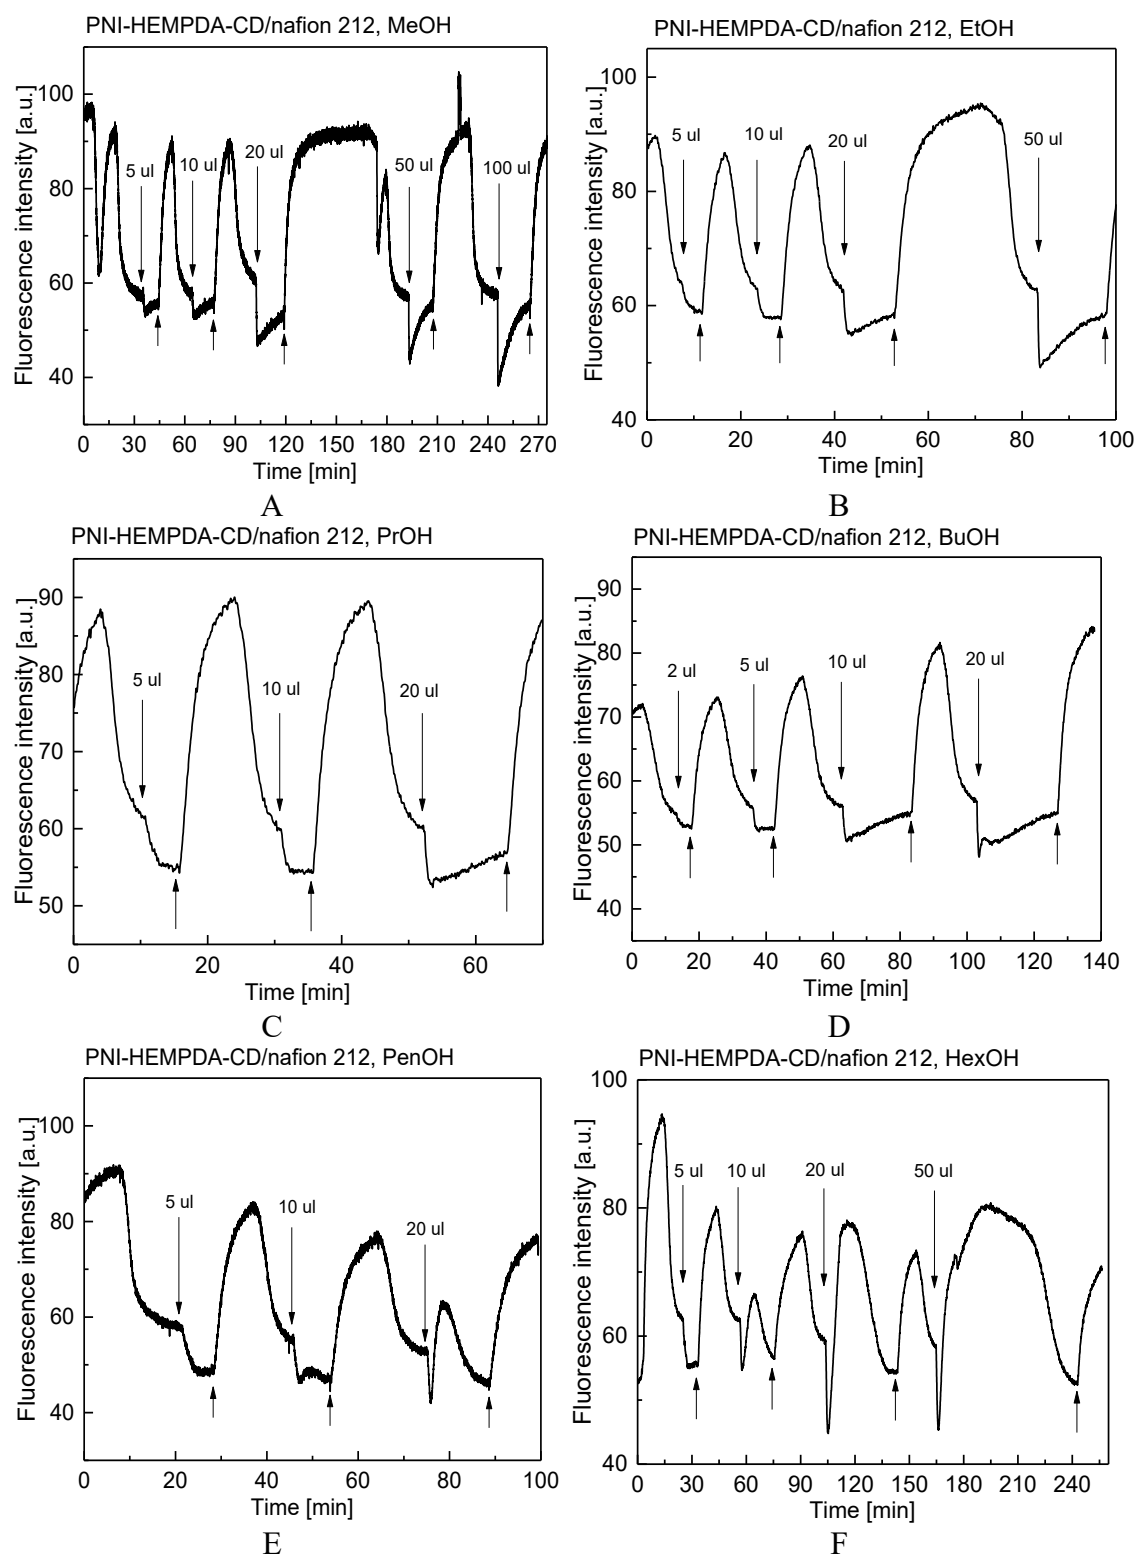 PNI-HEMPDA-CD/nafion 212, MeOH
Fluorescence intensity [a.u.]
100
80
60
40
5 ul
10 ul
20 ul
50 ul
100 ul
0 30 60 90 120 150 180 210 240 270
Time [min]
A
PNI-HEMPDA-CD/nafion 212, EtOH
Fluorescence intensity [a.u.]
100
80
60
40
5 ul
10 ul
20 ul
50 ul
0 20 40 60 80 100
Time [min]
B
PNI-HEMPDA-CD/nafion 212, PrOH
Fluorescence intensity [a.u.]
90
80
70
60
50
5 ul
10 ul
20 ul
0 20 40 60
Time [min]
C
PNI-HEMPDA-CD/nafion 212, BuOH
Fluorescence intensity [a.u.]
90
80
70
60
50
40
2 ul
5 ul
10 ul
20 ul
0 20 40 60 80 100 120 140
Time [min]
D
PNI-HEMPDA-CD/nafion 212, PenOH
Fluorescence intensity [a.u.]
100
80
60
40
5 ul
10 ul
20 ul
0 20 40 60 80 100
Time [min]
E
PNI-HEMPDA-CD/nafion 212, HexOH
Fluorescence intensity [a.u.]
100
80
60
40
5 ul
10 ul
20 ul
50 ul
0 30 60 90 120 150 180 210 240
Time [min]
F